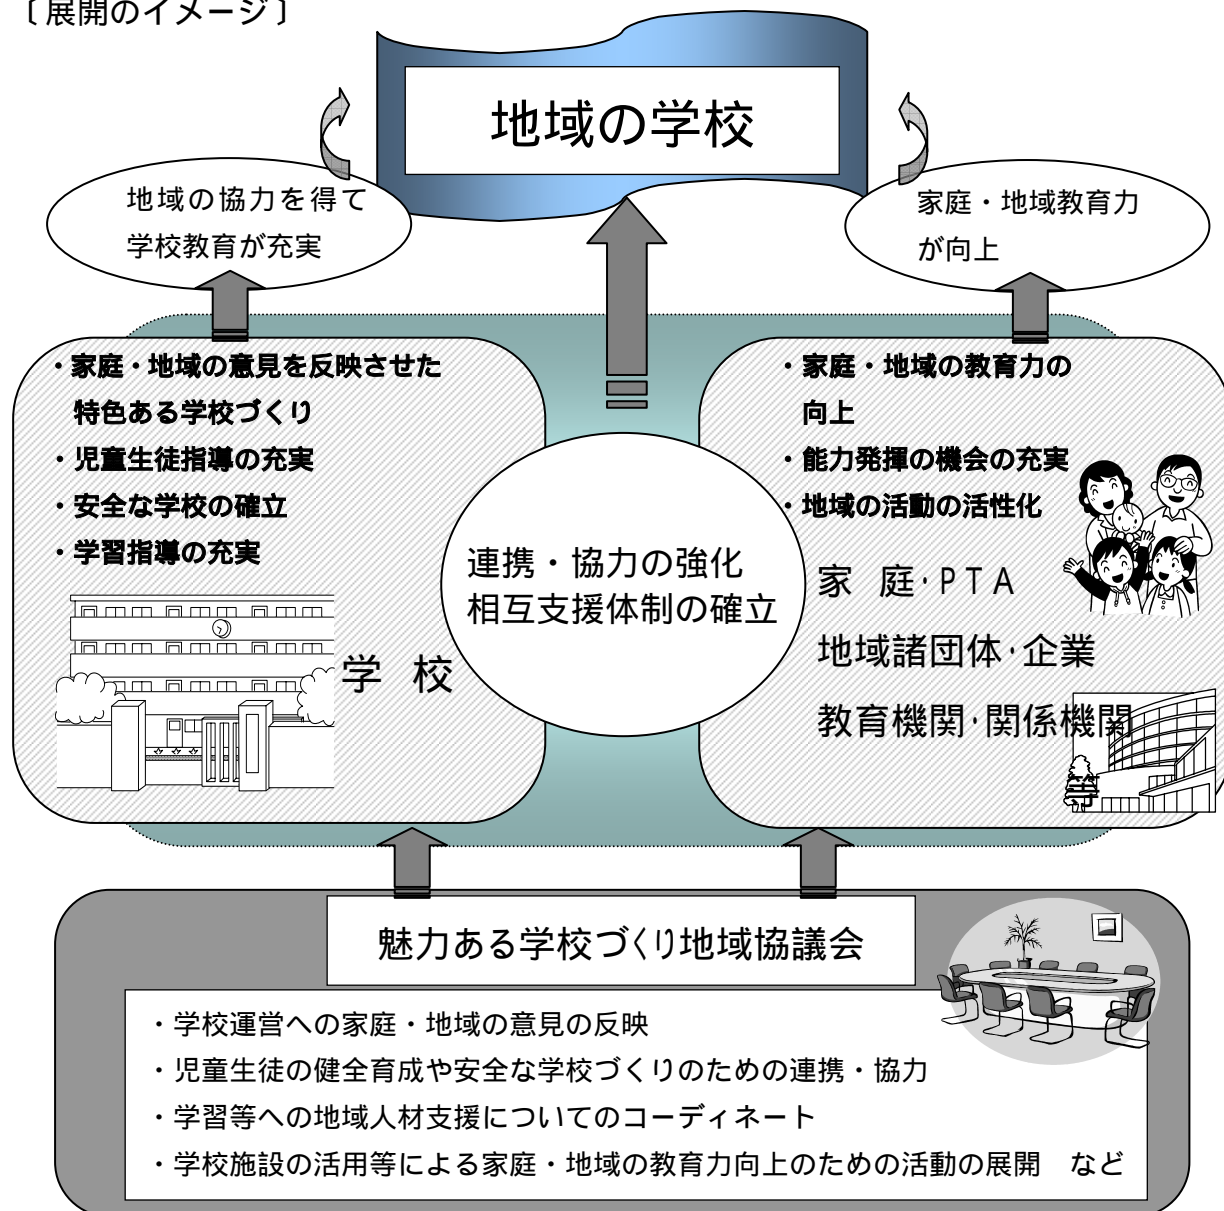 〔展開のイメージ〕
地域の学校
地域の協力を得て
学校教育が充実
家庭・地域教育力
が向上
・家庭・地域の意見を反映させた
特色ある学校づくり
・児童生徒指導の充実
・安全な学校の確立
・学習指導の充実
学 校
連携・協力の強化
相互支援体制の確立
・家庭・地域の教育力の
向上
・能力発揮の機会の充実
・地域の活動の活性化
家 庭・PTA
地域諸団体・企業
教育機関・関係機関
等
魅力ある学校づくり地域協議会
・学校運営への家庭・地域の意見の反映
・児童生徒の健全育成や安全な学校づくりのための連携・協力
・学習等への地域人材支援についてのコーディネート
・学校施設の活用等による家庭・地域の教育力向上のための活動の展開　など